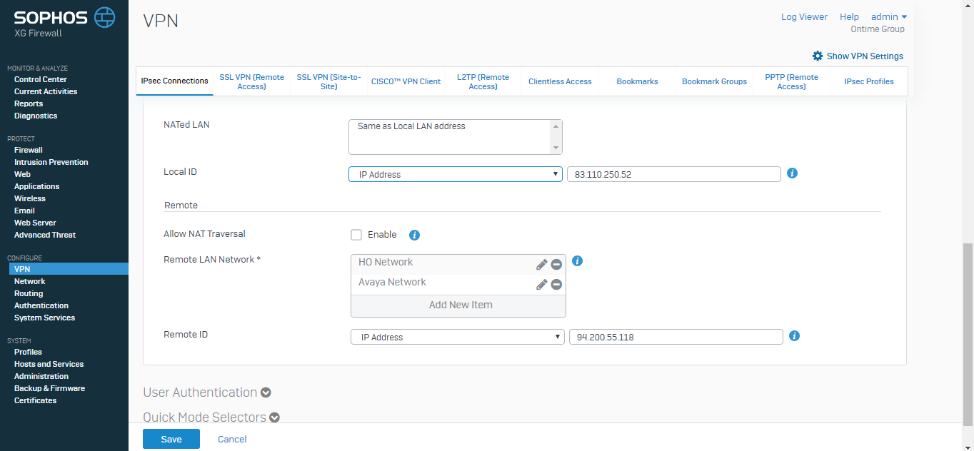 SOPHOS
XG Firewall
VPN
Log Viewer Help admin
Ontime Group
Show VPN Settings
MONITOR & ANALYZE
Control Center
Current Activities
Reports
Diagnostics
PROTECT
Firewall
Intrusion Prevention
Web
Applications
Wireless
Email
Web Server
Advanced Threat
CONFIGURE
VPN
Network
Routing
Authentication
System Services
SYSTEM
Profiles
Hosts and Services
Administration
Backup & Firmware
Certificates
IPsec Connections
SSL VPN (Remote
Access)
SSL VPN (Site-to-
Site)
CISCO™ VPN Client
L2TP (Remote
Access)
Clientless Access
Bookmarks
Bookmark Groups
PPTP (Remote
Access)
IPsec Profiles
NATed LAN
Same as Local LAN address
Local ID
IP Address
83.110.250.52
Remote
Allow NAT Traversal
Enable
Remote LAN Network *
HO Network
Avaya Network
Add New Item
Remote ID
IP Address
94.200.55.118
User Authentication
Quick Mode Selectors
Save
Cancel